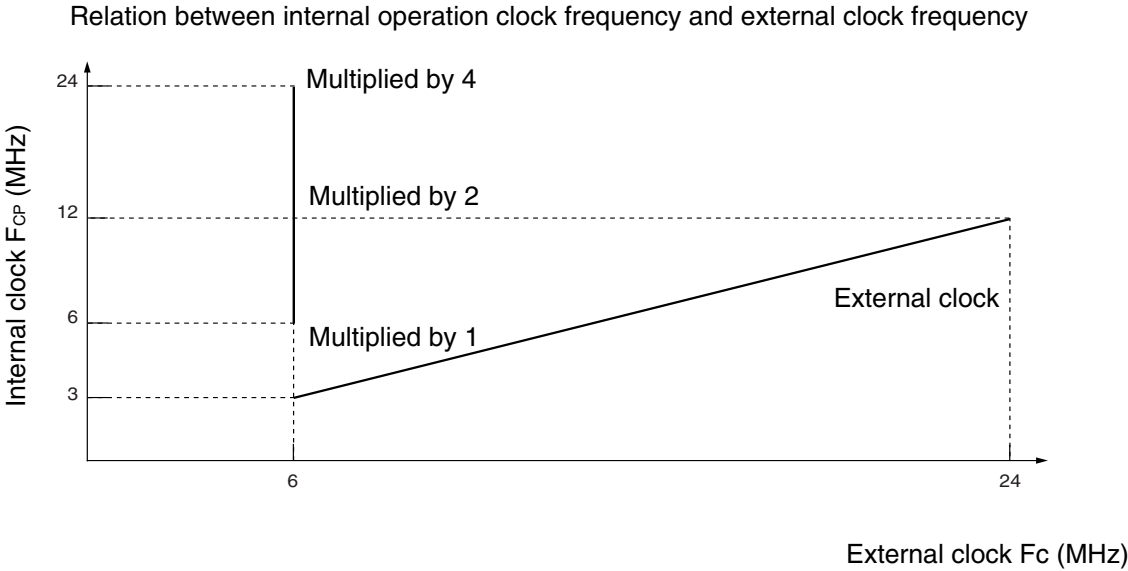 Relation between internal operation clock frequency and external clock frequency
Internal clock FCP (MHz)
24
Multiplied by 4
12
Multiplied by 2
External clock
6
Multiplied by 1
3
6
24
External clock Fc (MHz)